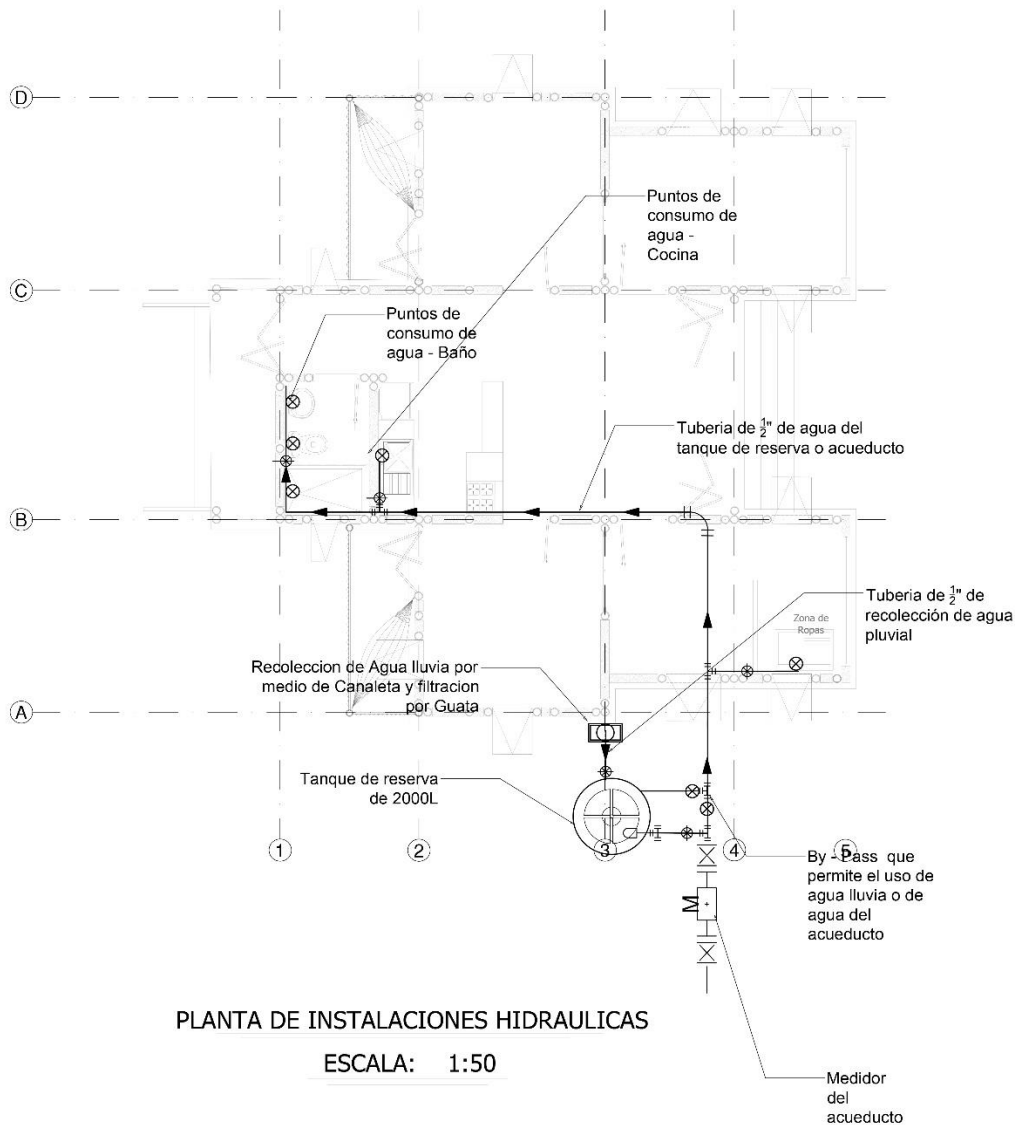 D
Puntos de
consumo de
agua -
Cocina
C
Puntos de
consumo de
agua - Baño
Tuberia de 1/2" de agua del
tanque de reserva o acueducto
B
Tuberia de 1/2" de
recolección de agua
pluvial
Zona de
Ropas
Recoleccion de Agua lluvia por
medio de Canaleta y filtracion
por Guata
A
Tanque de reserva
de 2000L
1
2
3
4
5
By - Pass que
permite el uso de
agua lluvia o de
agua del
acueducto
M
PLANTA DE INSTALACIONES HIDRAULICAS
ESCALA: 1:50
Medidor
del
acueducto